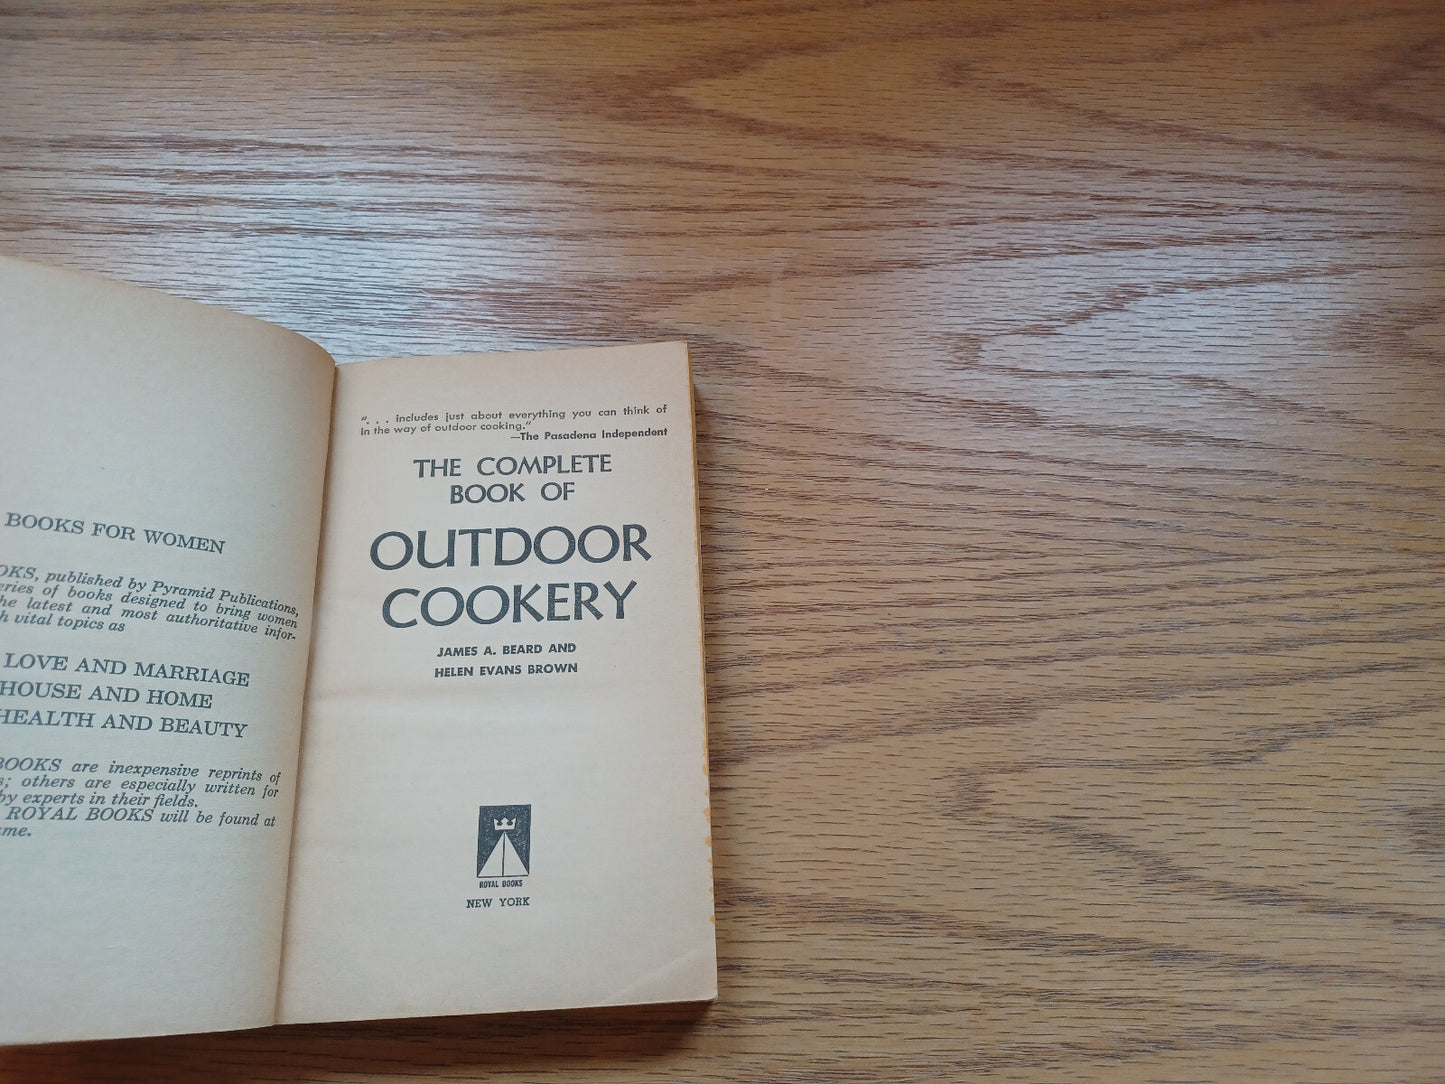 BOOKS FOR WOMEN
OKS, published by Pyramid Publications,
eries of books designed to bring women
he latest and most authoritative infor-
h vital topics as
LOVE AND MARRIAGE
HOUSE AND HOME
HEALTH AND BEAUTY
BOOKS are inexpensive reprints of
s; others are especially written for
by experts in their fields.
ROYAL BOOKS will be found at
ame.
". . . includes just about everything you can think of
in the way of outdoor cooking."
—The Pasadena Independent
THE COMPLETE
BOOK OF
OUTDOOR
COOKERY
JAMES A. BEARD AND
HELEN EVANS BROWN
ROYAL BOOKS
NEW YORK